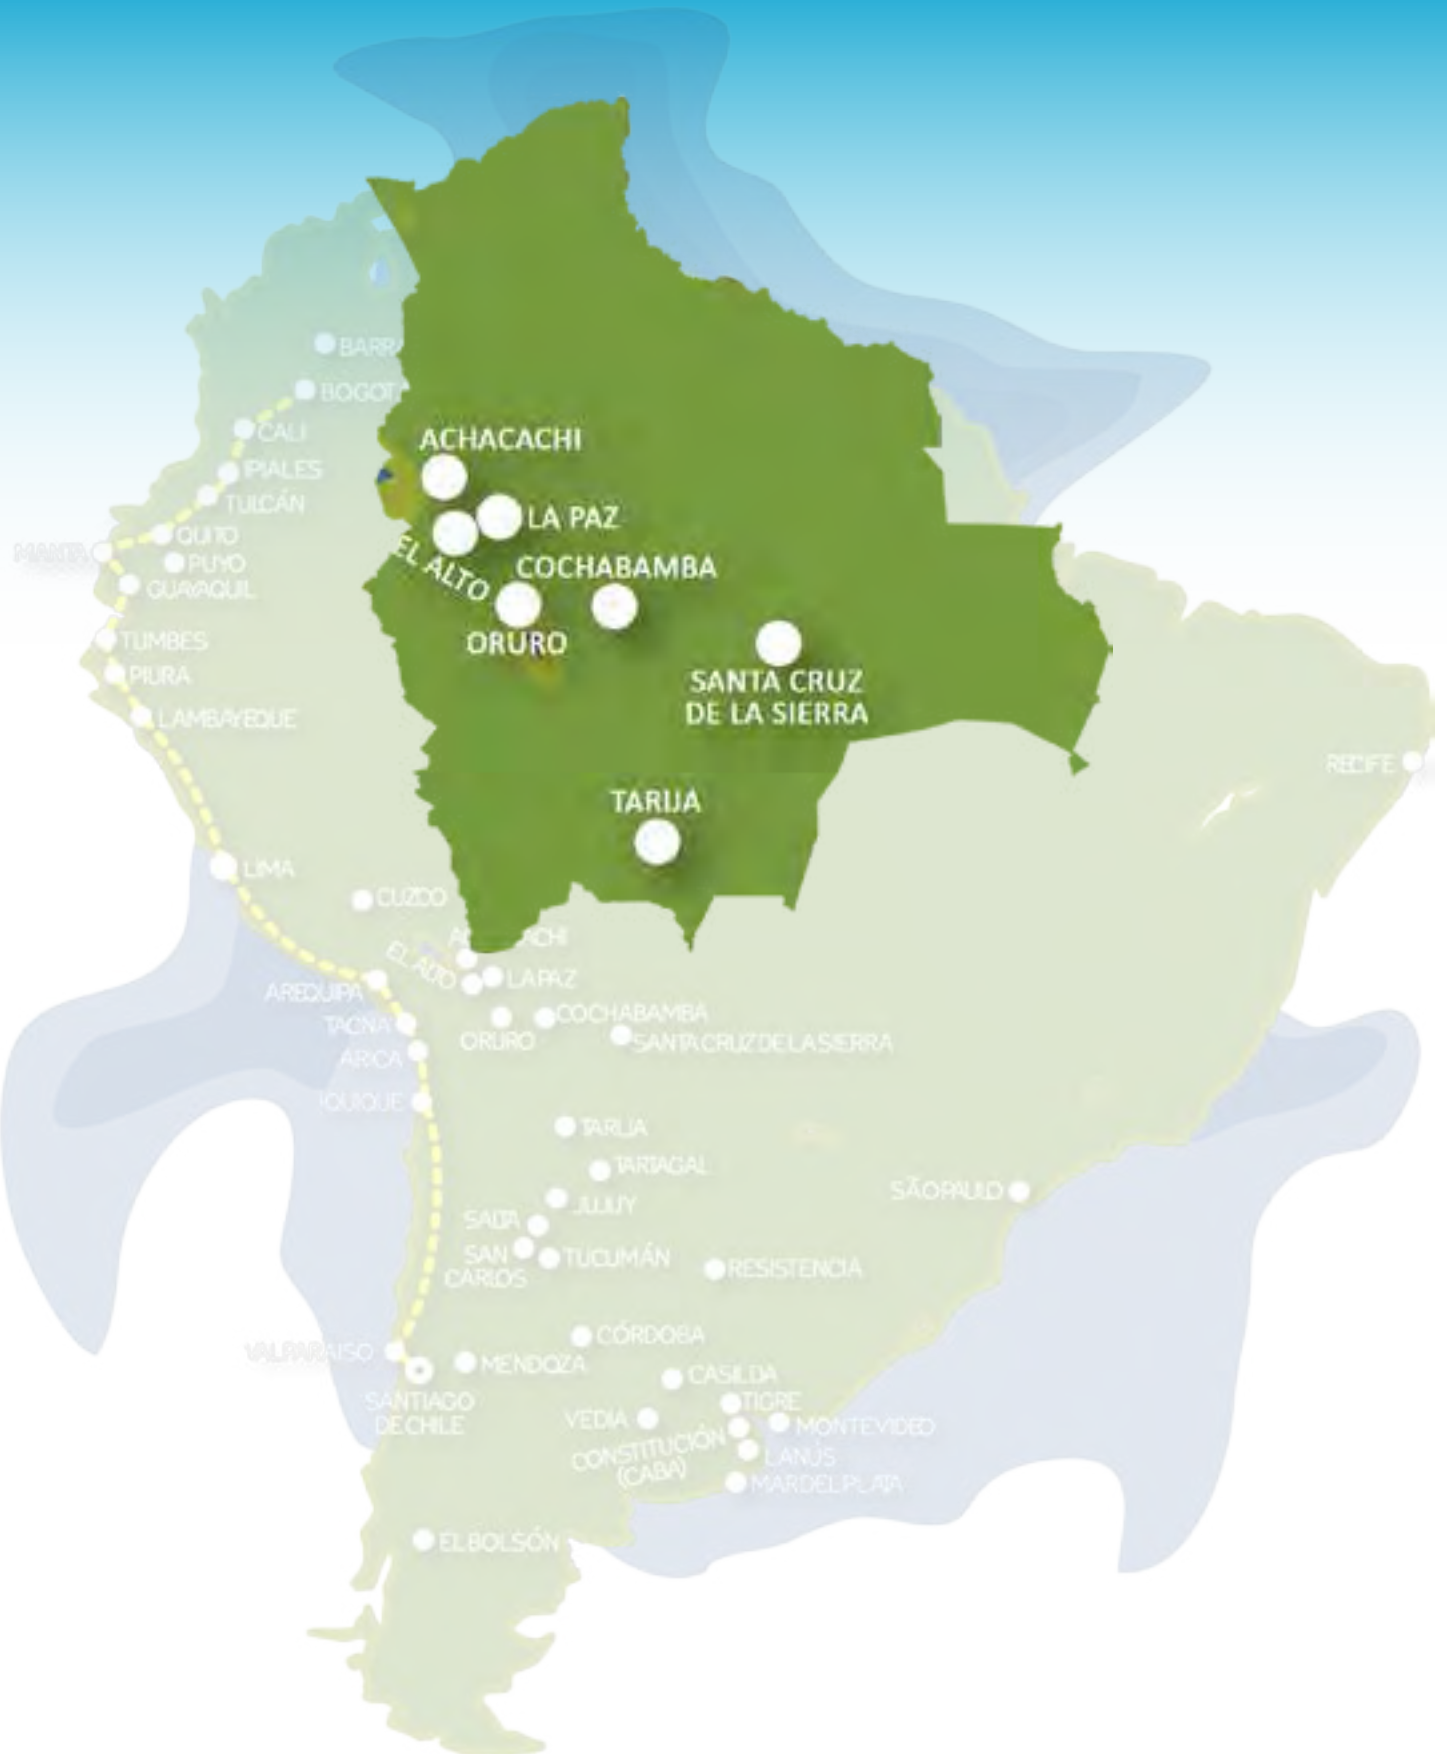 BARRA
BOGOTA
CALI
ACHACACHI
IPIALES
TULCÁN
LA PAZ
QUITO
MANTA
EL ALTO
PUYO
COCHABAMBA
GUAYAQUIL
TUMBES
ORURO
PIURA
SANTA CRUZ
DE LA SIERRA
LAMBAYEQUE
RECIFE
TARIJA
LIMA
CUZCO
EL ALTO
LA PAZ
AREQUIPA
COCHABAMBA
TACNA
ORURO
SANTA CRUZ DE LA SIERRA
ARICA
IQUIQUE
TARIJA
TARTAGAL
SÃO PAULO
JUJUY
SALTA
SAN
CARLOS
TUCUMÁN
RESISTENCIA
CÓRDOBA
VALPARAISO
MENDOZA
CASILDA
SANTIAGO
DE CHILE
TIGRE
VEDIA
MONTEVIDEO
CONSTITUCIÓN
(CABA)
LANÚS
MAR DEL PLATA
EL BOLSÓN